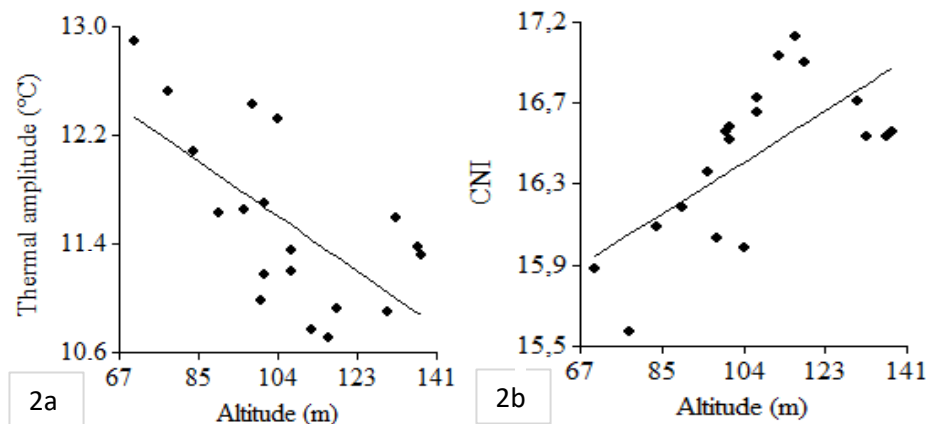 13.0
12.2
11.4
10.6
Thermal amplitude (°C)
67 85 104 123 141
Altitude (m)
2a
17,2
16,7
16,3
15,9
15,5
CNI
67 85 104 123 141
Altitude (m)
2b